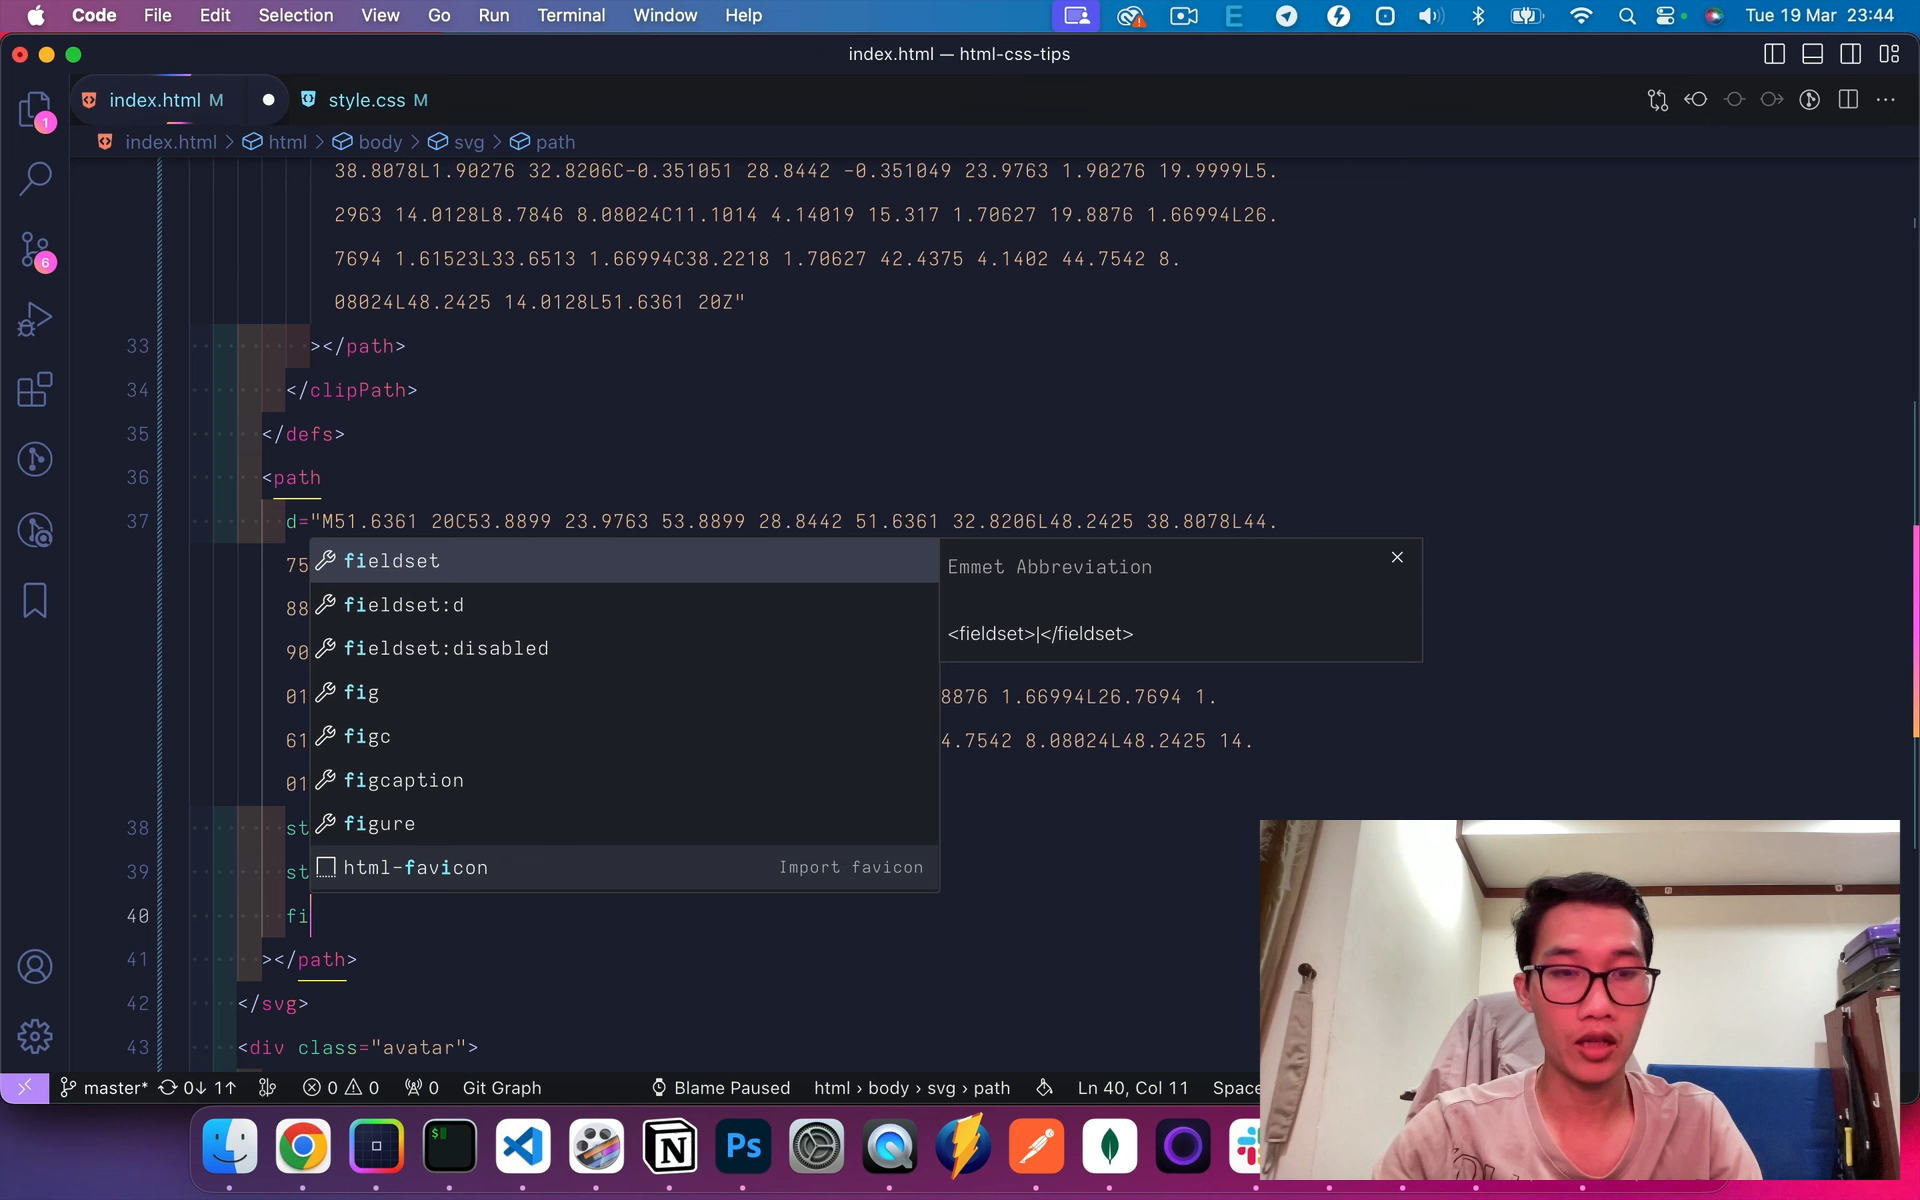 Code File Edit Selection View Go Run Terminal Window Help
Tue 19 Mar 23:44
index.html — html-css-tips
index.html M
style.css M
index.html > html > body > svg > path
38.8078L1.90276 32.8206C-0.351051 28.8442 -0.351049 23.9763 1.90276 19.9999L5.
2963 14.0128L8.7846 8.08024C11.1014 4.14019 15.317 1.70627 19.8876 1.66994L26.
7694 1.61523L33.6513 1.66994C38.2218 1.70627 42.4375 4.1402 44.7542 8.
08024L48.2425 14.0128L51.6361 20Z"
33 ></path>
34 </clipPath>
35 </defs>
36 <path
37 d="M51.6361 20C53.8899 23.9763 53.8899 28.8442 51.6361 32.8206L48.2425 38.8078L44.
75
88
90
01 8876 1.66994L26.7694 1.
61 4.7542 8.08024L48.2425 14.
01
fieldset
fieldset:d
fieldset:disabled
fig
figc
figcaption
figure
html-favicon Import favicon
Emmet Abbreviation
<fieldset>|</fieldset>
38 st
39 st
40 fi
41 ></path>
42 </svg>
43 <div class="avatar">
1
6
master* 0↓ 1↑ 0 0 0 Git Graph Blame Paused html › body › svg › path Ln 40, Col 11 Space
$
N
Ps